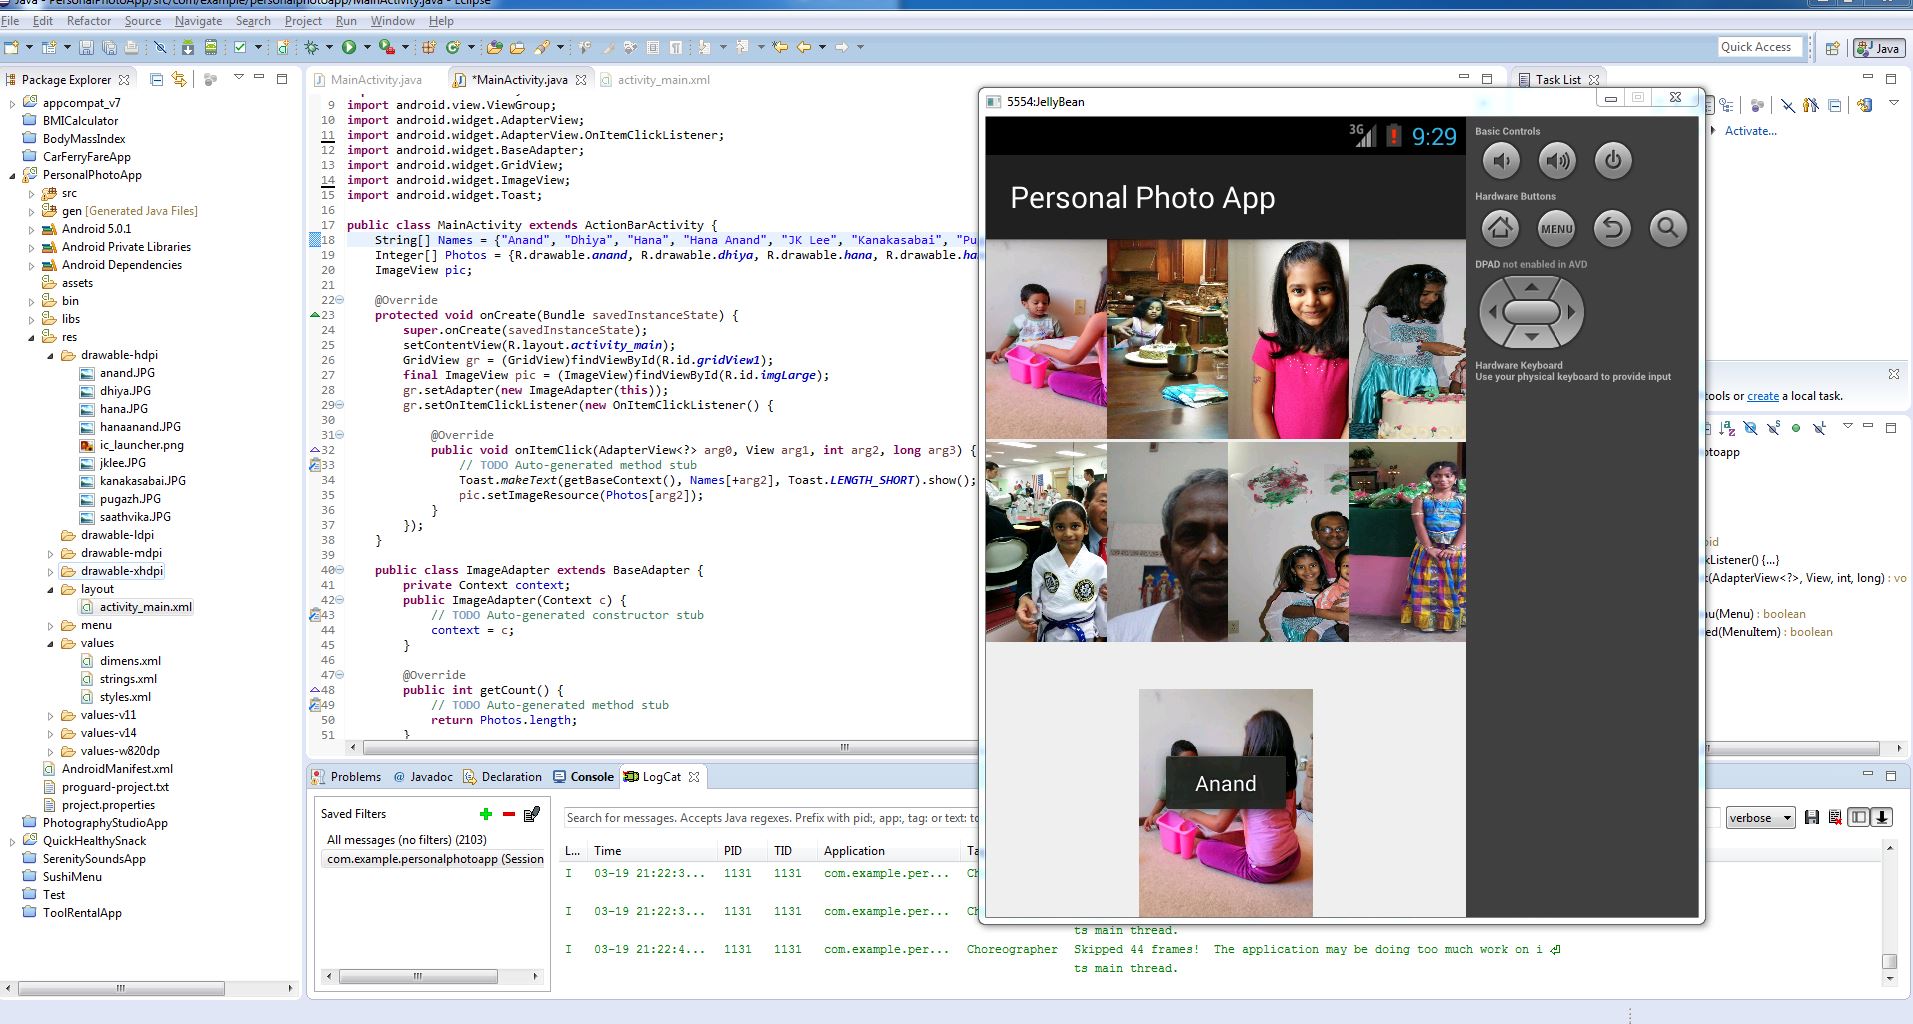 Java - PersonalPhotoApp/src/com/example/personalphotoapp/MainActivity.java - Eclipse
File Edit Refactor Source Navigate Search Project Run Window Help
Quick Access
Java
Package Explorer
appcompat_v7
BMICalculator
BodyMassIndex
CarFerryFareApp
PersonalPhotoApp
src
gen [Generated Java Files]
Android 5.0.1
Android Private Libraries
Android Dependencies
assets
bin
libs
res
drawable-hdpi
anand.JPG
dhiya.JPG
hana.JPG
hanaanand.JPG
ic_launcher.png
jklee.JPG
kanakasabai.JPG
pugazh.JPG
saathvika.JPG
drawable-ldpi
drawable-mdpi
drawable-xhdpi
layout
activity_main.xml
menu
values
dimens.xml
strings.xml
styles.xml
values-v11
values-v14
values-w820dp
AndroidManifest.xml
proguard-project.txt
project.properties
PhotographyStudioApp
QuickHealthySnack
SerenitySoundsApp
SushiMenu
Test
ToolRentalApp
MainActivity.java *MainActivity.java activity_main.xml
9 import android.view.ViewGroup;
10 import android.widget.AdapterView;
11 import android.widget.AdapterView.OnItemClickListener;
12 import android.widget.BaseAdapter;
13 import android.widget.GridView;
14 import android.widget.ImageView;
15 import android.widget.Toast;
16
17 public class MainActivity extends ActionBarActivity {
18 String[] Names = {"Anand", "Dhiya", "Hana", "Hana Anand", "JK Lee", "Kanakasabai", "Pu
19 Integer[] Photos = {R.drawable.anand, R.drawable.dhiya, R.drawable.hana, R.drawable.ha
20 ImageView pic;
21
22 @Override
23 protected void onCreate(Bundle savedInstanceState) {
24 super.onCreate(savedInstanceState);
25 setContentView(R.layout.activity_main);
26 GridView gr = (GridView)findViewById(R.id.gridView1);
27 final ImageView pic = (ImageView)findViewById(R.id.imgLarge);
28 gr.setAdapter(new ImageAdapter(this));
29 gr.setOnItemClickListener(new OnItemClickListener() {
30
31 @Override
32 public void onItemClick(AdapterView<?> arg0, View arg1, int arg2, long arg3) {
33 // TODO Auto-generated method stub
34 Toast.makeText(getBaseContext(), Names[+arg2], Toast.LENGTH_SHORT).show();
35 pic.setImageResource(Photos[arg2]);
36 }
37 });
38 }
39
40 public class ImageAdapter extends BaseAdapter {
41 private Context context;
42 public ImageAdapter(Context c) {
43 // TODO Auto-generated constructor stub
44 context = c;
45 }
46
47 @Override
48 public int getCount() {
49 // TODO Auto-generated method stub
50 return Photos.length;
51 }
Problems @ Javadoc Declaration Console LogCat
Saved Filters
All messages (no filters) (2103)
com.example.personalphotoapp (Session
Search for messages. Accepts Java regexes. Prefix with pid:, app:, tag: or text: to
verbose
L... Time PID TID Application Ta
I 03-19 21:22:3... 1131 1131 com.example.per... Ch
I 03-19 21:22:3... 1131 1131 com.example.per... Ch
ts main thread.
I 03-19 21:22:4... 1131 1131 com.example.per... Choreographer Skipped 44 frames! The application may be doing too much work on i
ts main thread.
5554:JellyBean
3G 9:29
Personal Photo App
Anand
Basic Controls
Hardware Buttons
MENU
DPAD not enabled in AVD
Hardware Keyboard
Use your physical keyboard to provide input
Task List
Activate...
tools or create a local task.
otoapp
oid
kListener() {...}
(AdapterView<?>, View, int, long) : vo
nu(Menu) : boolean
ed(MenuItem) : boolean